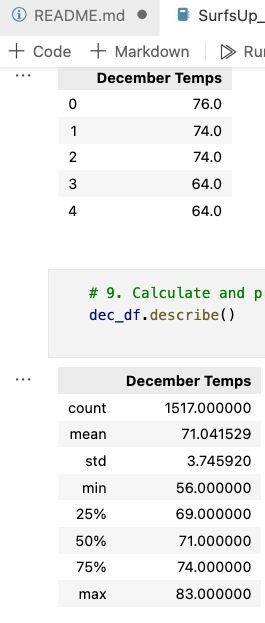 README.md
SurfsUp_
+ Code + Markdown Run
December Temps
0 76.0
1 74.0
2 74.0
3 64.0
4 64.0
# 9. Calculate and p
dec_df.describe()
December Temps
count 1517.000000
mean 71.041529
std 3.745920
min 56.000000
25% 69.000000
50% 71.000000
75% 74.000000
max 83.000000